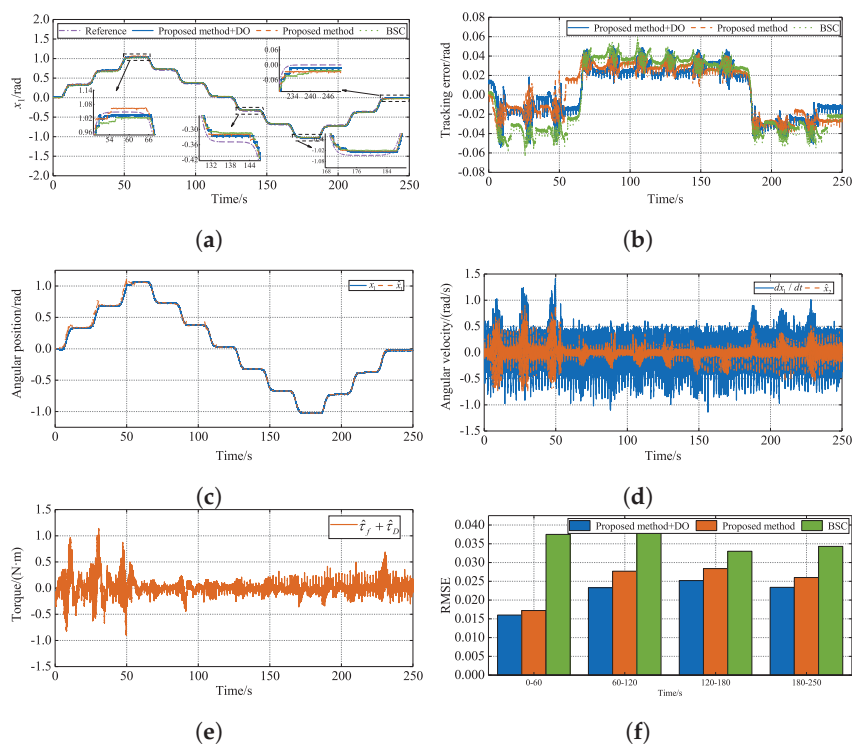 Reference Proposed method+DO Proposed method BSC
x₁/rad
2.0
1.5
1.0
0.5
0.0
-0.5
-1.0
-1.5
-2.0
0 50 100 150 200 250
Time/s
1.14
1.08
1.02
0.96
54 60 66
0.06
0.00
-0.06
234 240 246
-0.30
-0.36
-0.42
132 138 144
-1.02
-1.08
168 176 184
(a)
Proposed method+DO Proposed method BSC
Tracking error/rad
0.08
0.06
0.04
0.02
0.00
-0.02
-0.04
-0.06
-0.08
0 50 100 150 200 250
Time/s
(b)
x₁ x̂₁
Angular position/rad
1.0
0.5
0.0
-0.5
-1.0
0 50 100 150 200 250
Time/s
(c)
dx₁ / dt x̂₂
Angular velocity/(rad/s)
1.5
1.0
0.5
0.0
-0.5
-1.0
-1.5
0 50 100 150 200 250
Time/s
(d)
τ̂f + τ̂D
Torque/(N·m)
1.5
1.0
0.5
0.0
-0.5
-1.0
-1.5
0 50 100 150 200 250
Time/s
(e)
Proposed method+DO Proposed method BSC
RMSE
0.040
0.035
0.030
0.025
0.020
0.015
0.010
0.005
0.000
0-60 60-120 120-180 180-250
Time/s
(f)